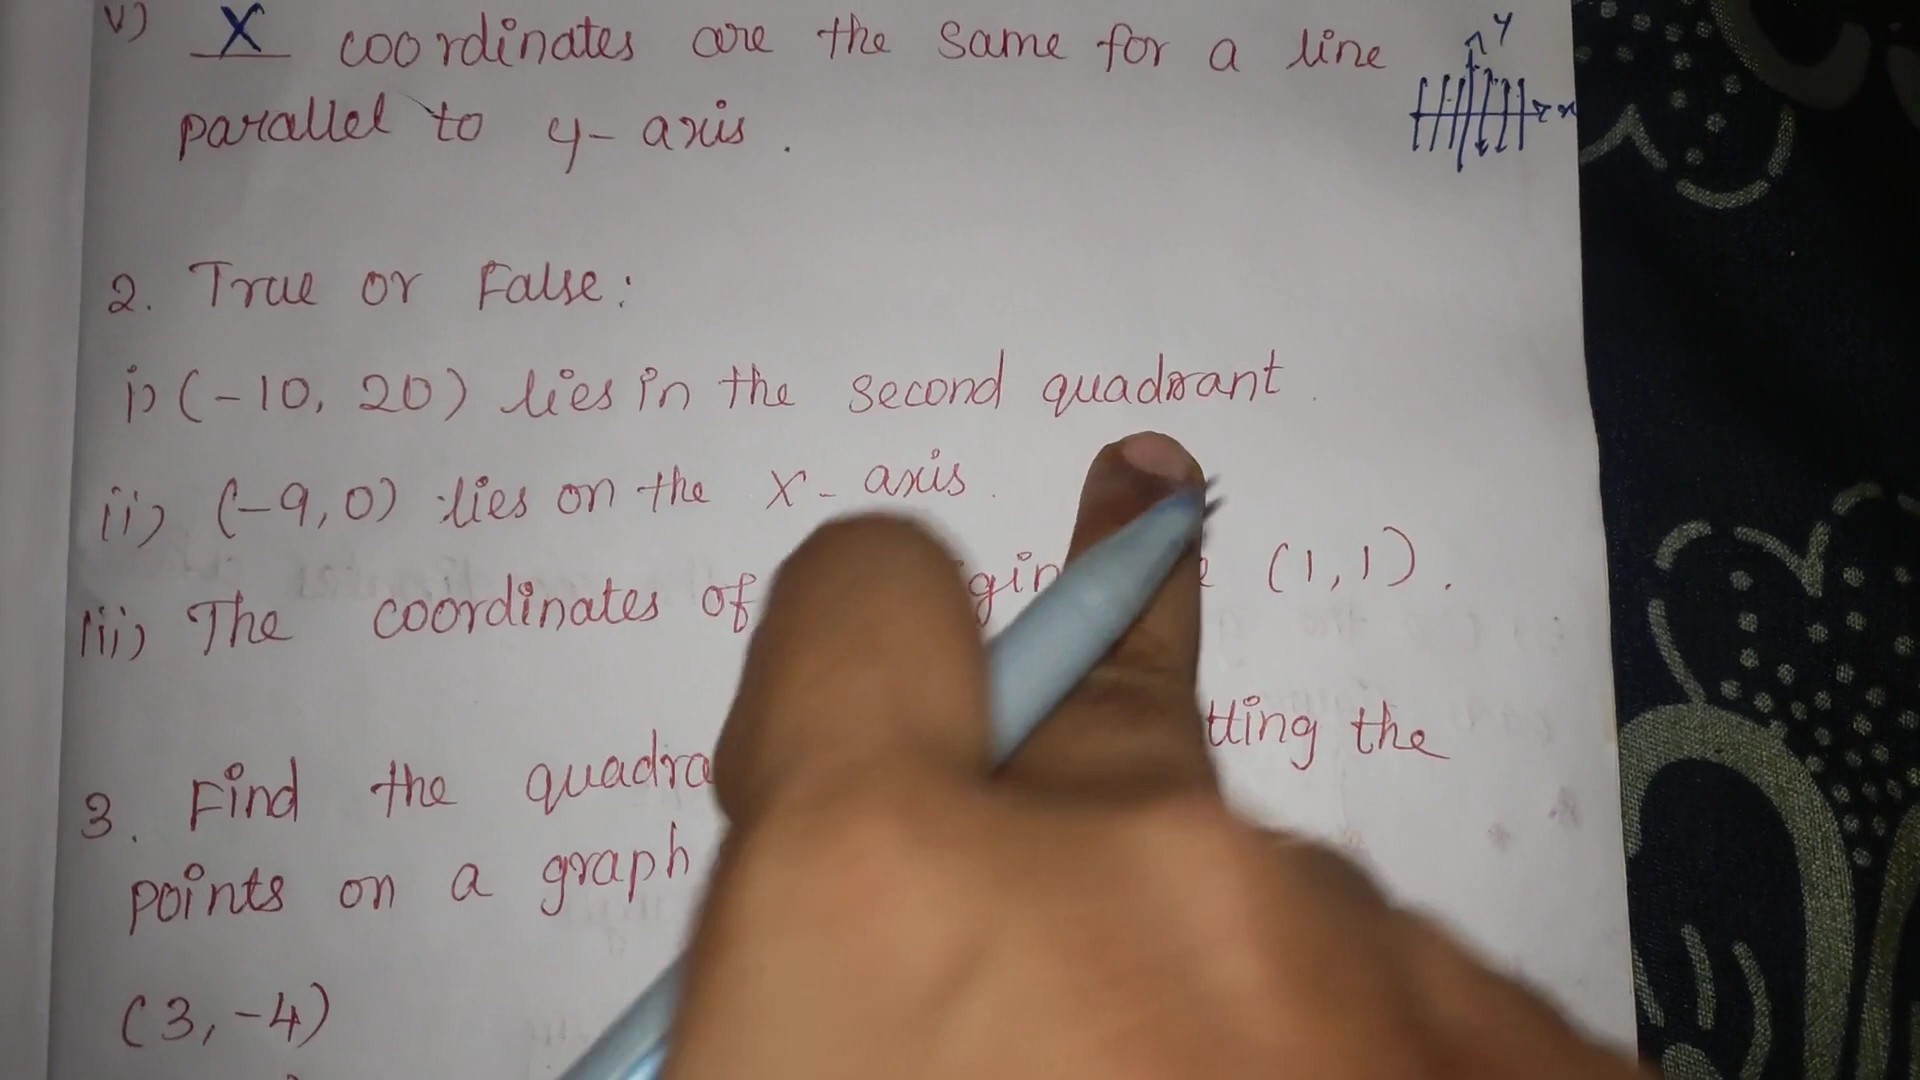 v) X coordinates are the same for a line
parallel to y-axis.
y
x
2. True or False:
i) (-10, 20) lies in the second quadrant.
ii) (-9,0) lies on the x-axis.
iii) The coordinates of (1,1).
3. Find the tting the
points on a graph
(3,-4)